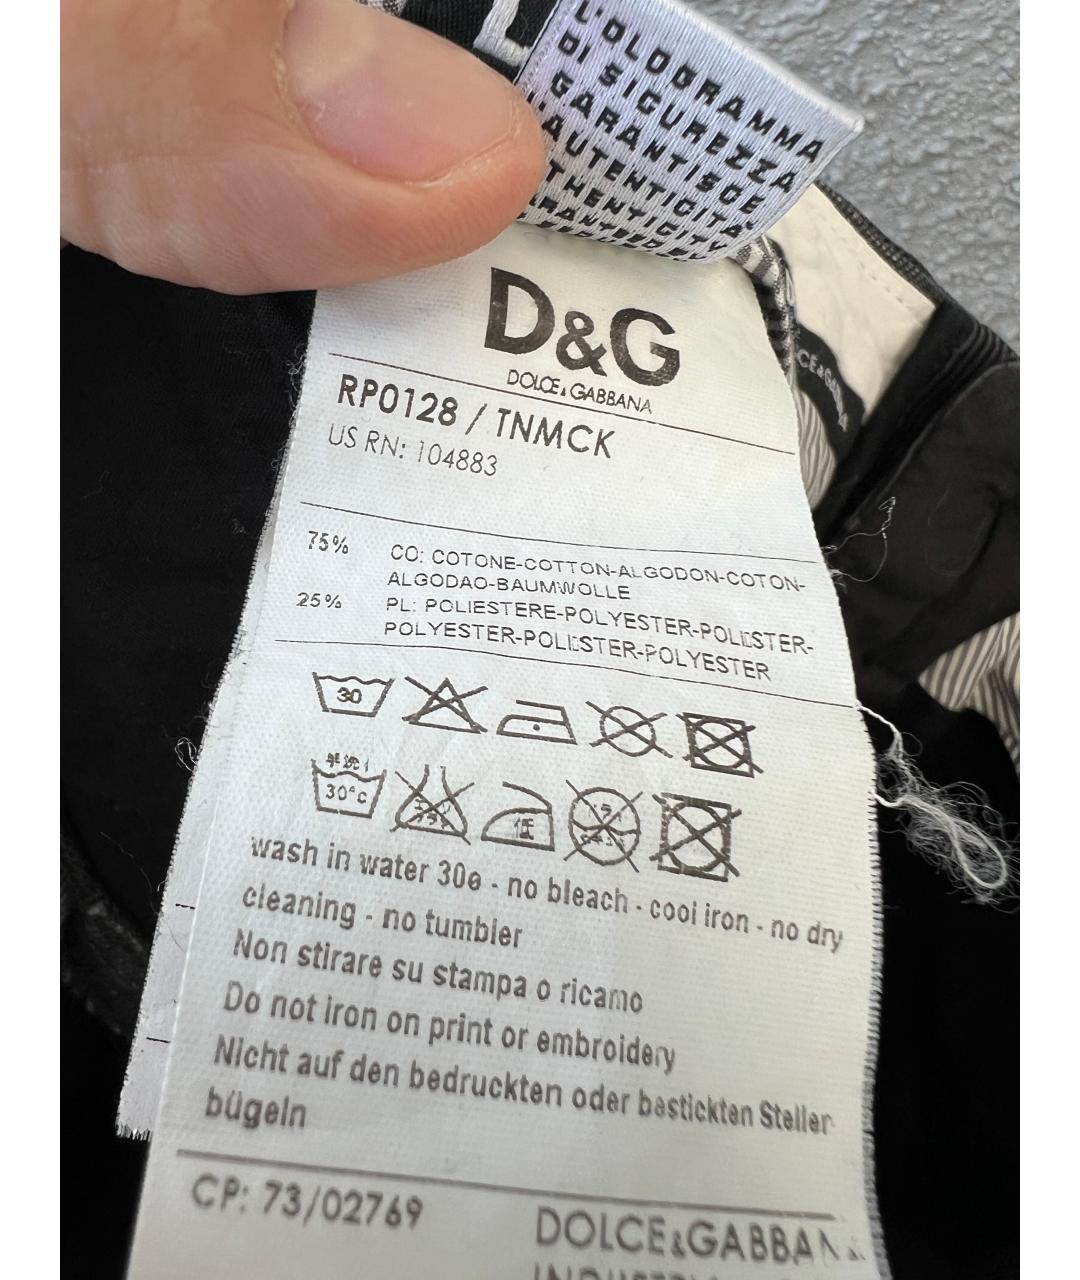 L'OLOGRAMMA
DI SICUREZZA
GARANTISCE
L'AUTENTICITA'
D&G
DOLCE & GABBANA
RP0128 / TNMCK
US RN: 104883
75% CO: COTONE-COTTON-ALGODON-COTON-
ALGODAO-BAUMWOLLE
25% PL: POLIESTERE-POLYESTER-POLIESTER-
POLYESTER-POLIESTER-POLYESTER
30
30°c
低
wash in water 30ø - no bleach - cool iron - no dry
cleaning - no tumbler
Non stirare su stampa o ricamo
Do not iron on print or embroidery
Nicht auf den bedruckten oder bestickten Stellen
bügeln
CP: 73/02769
DOLCE&GABBANA